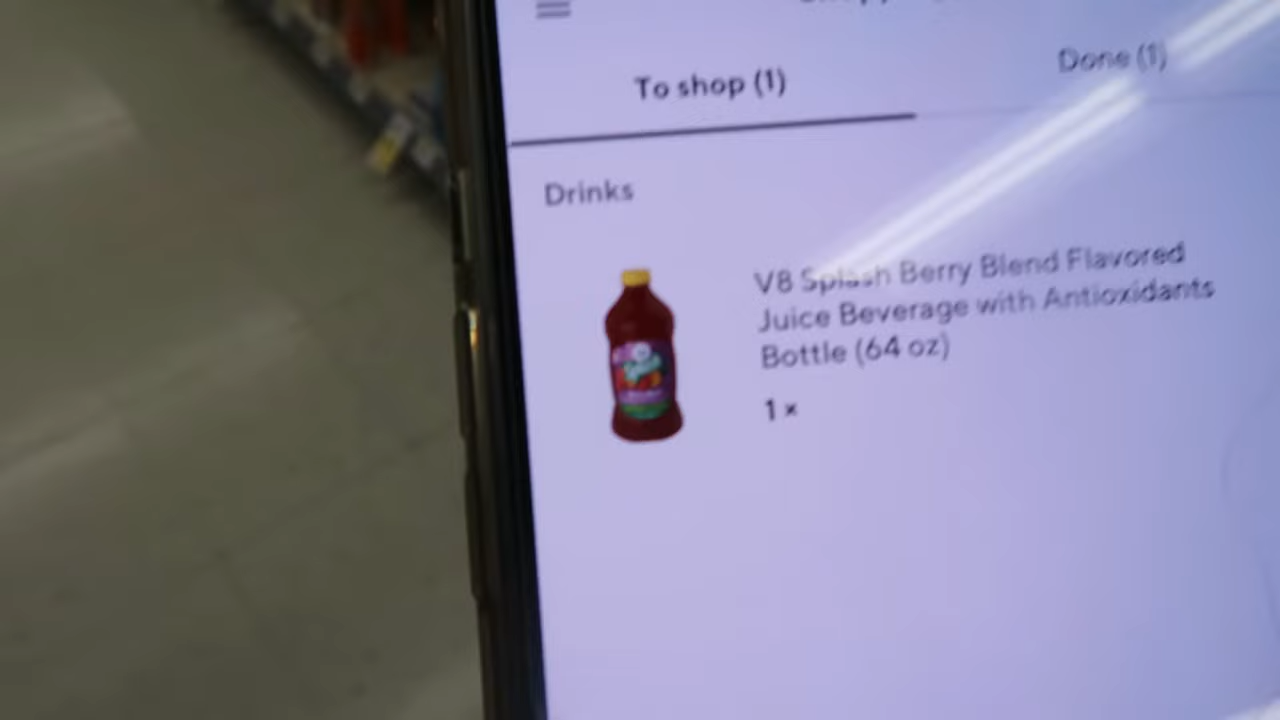 To shop (1)
Done (1)
Drinks
V8 Splash Berry Blend Flavored
Juice Beverage with Antioxidants
Bottle (64 oz)
1 ×